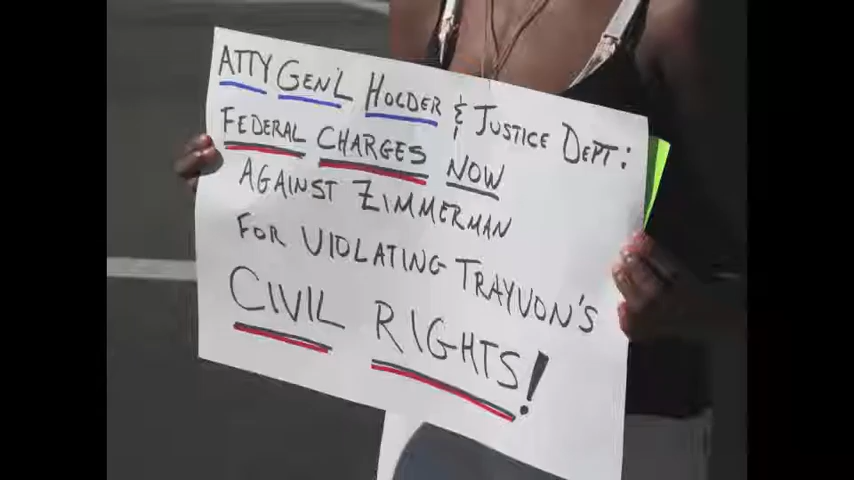 ATTY GEN'L HOLDER & JUSTICE DEPT:
FEDERAL CHARGES NOW
AGAINST ZIMMERMAN
FOR VIOLATING TRAYVON'S
CIVIL RIGHTS!